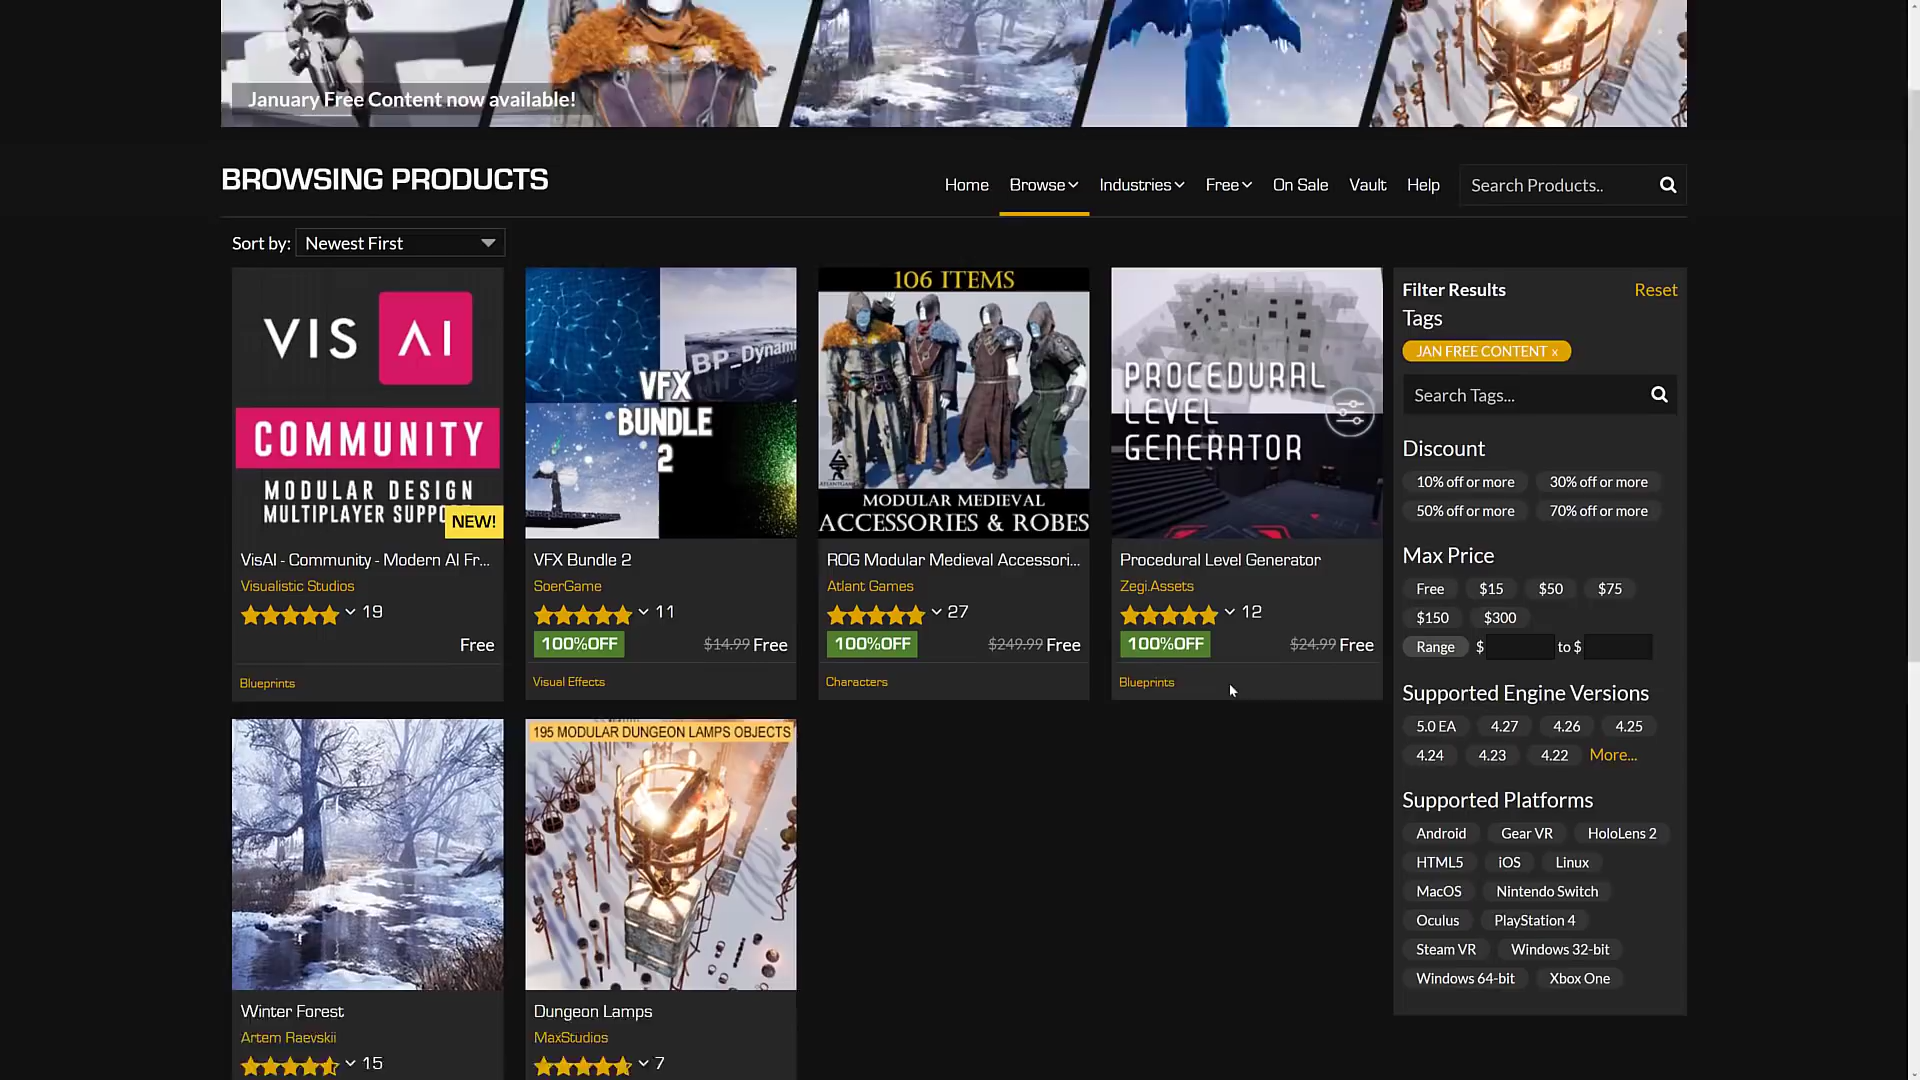 January Free Content now available!
BROWSING PRODUCTS
Home Browse Industries Free On Sale Vault Help Search Products..
Sort by: Newest First
VIS AI
COMMUNITY
MODULAR DESIGN
NEW!
VisAI - Community - Modern AI Fr...
Visualistic Studios
19
Free
Blueprints
VFX
BUNDLE
2
VFX Bundle 2
SoerGame
11
100%OFF $14.99 Free
Visual Effects
106 ITEMS
MODULAR MEDIEVAL
ACCESSORIES & ROBES
ROG Modular Medieval Accessori...
Atlant Games
27
100%OFF $249.99 Free
Characters
PROCEDURAL
LEVEL
GENERATOR
Procedural Level Generator
Zegi.Assets
12
100%OFF $24.99 Free
Blueprints
Winter Forest
Artem Raevskii
15
195 MODULAR DUNGEON LAMPS OBJECTS
Dungeon Lamps
MaxStudios
7
Filter Results Reset
Tags
JAN FREE CONTENT x
Search Tags...
Discount
10% off or more 30% off or more
50% off or more 70% off or more
Max Price
Free $15 $50 $75
$150 $300
Range $ to $
Supported Engine Versions
5.0 EA 4.27 4.26 4.25
4.24 4.23 4.22 More...
Supported Platforms
Android Gear VR HoloLens 2
HTML5 iOS Linux
MacOS Nintendo Switch
Oculus PlayStation 4
Steam VR Windows 32-bit
Windows 64-bit Xbox One